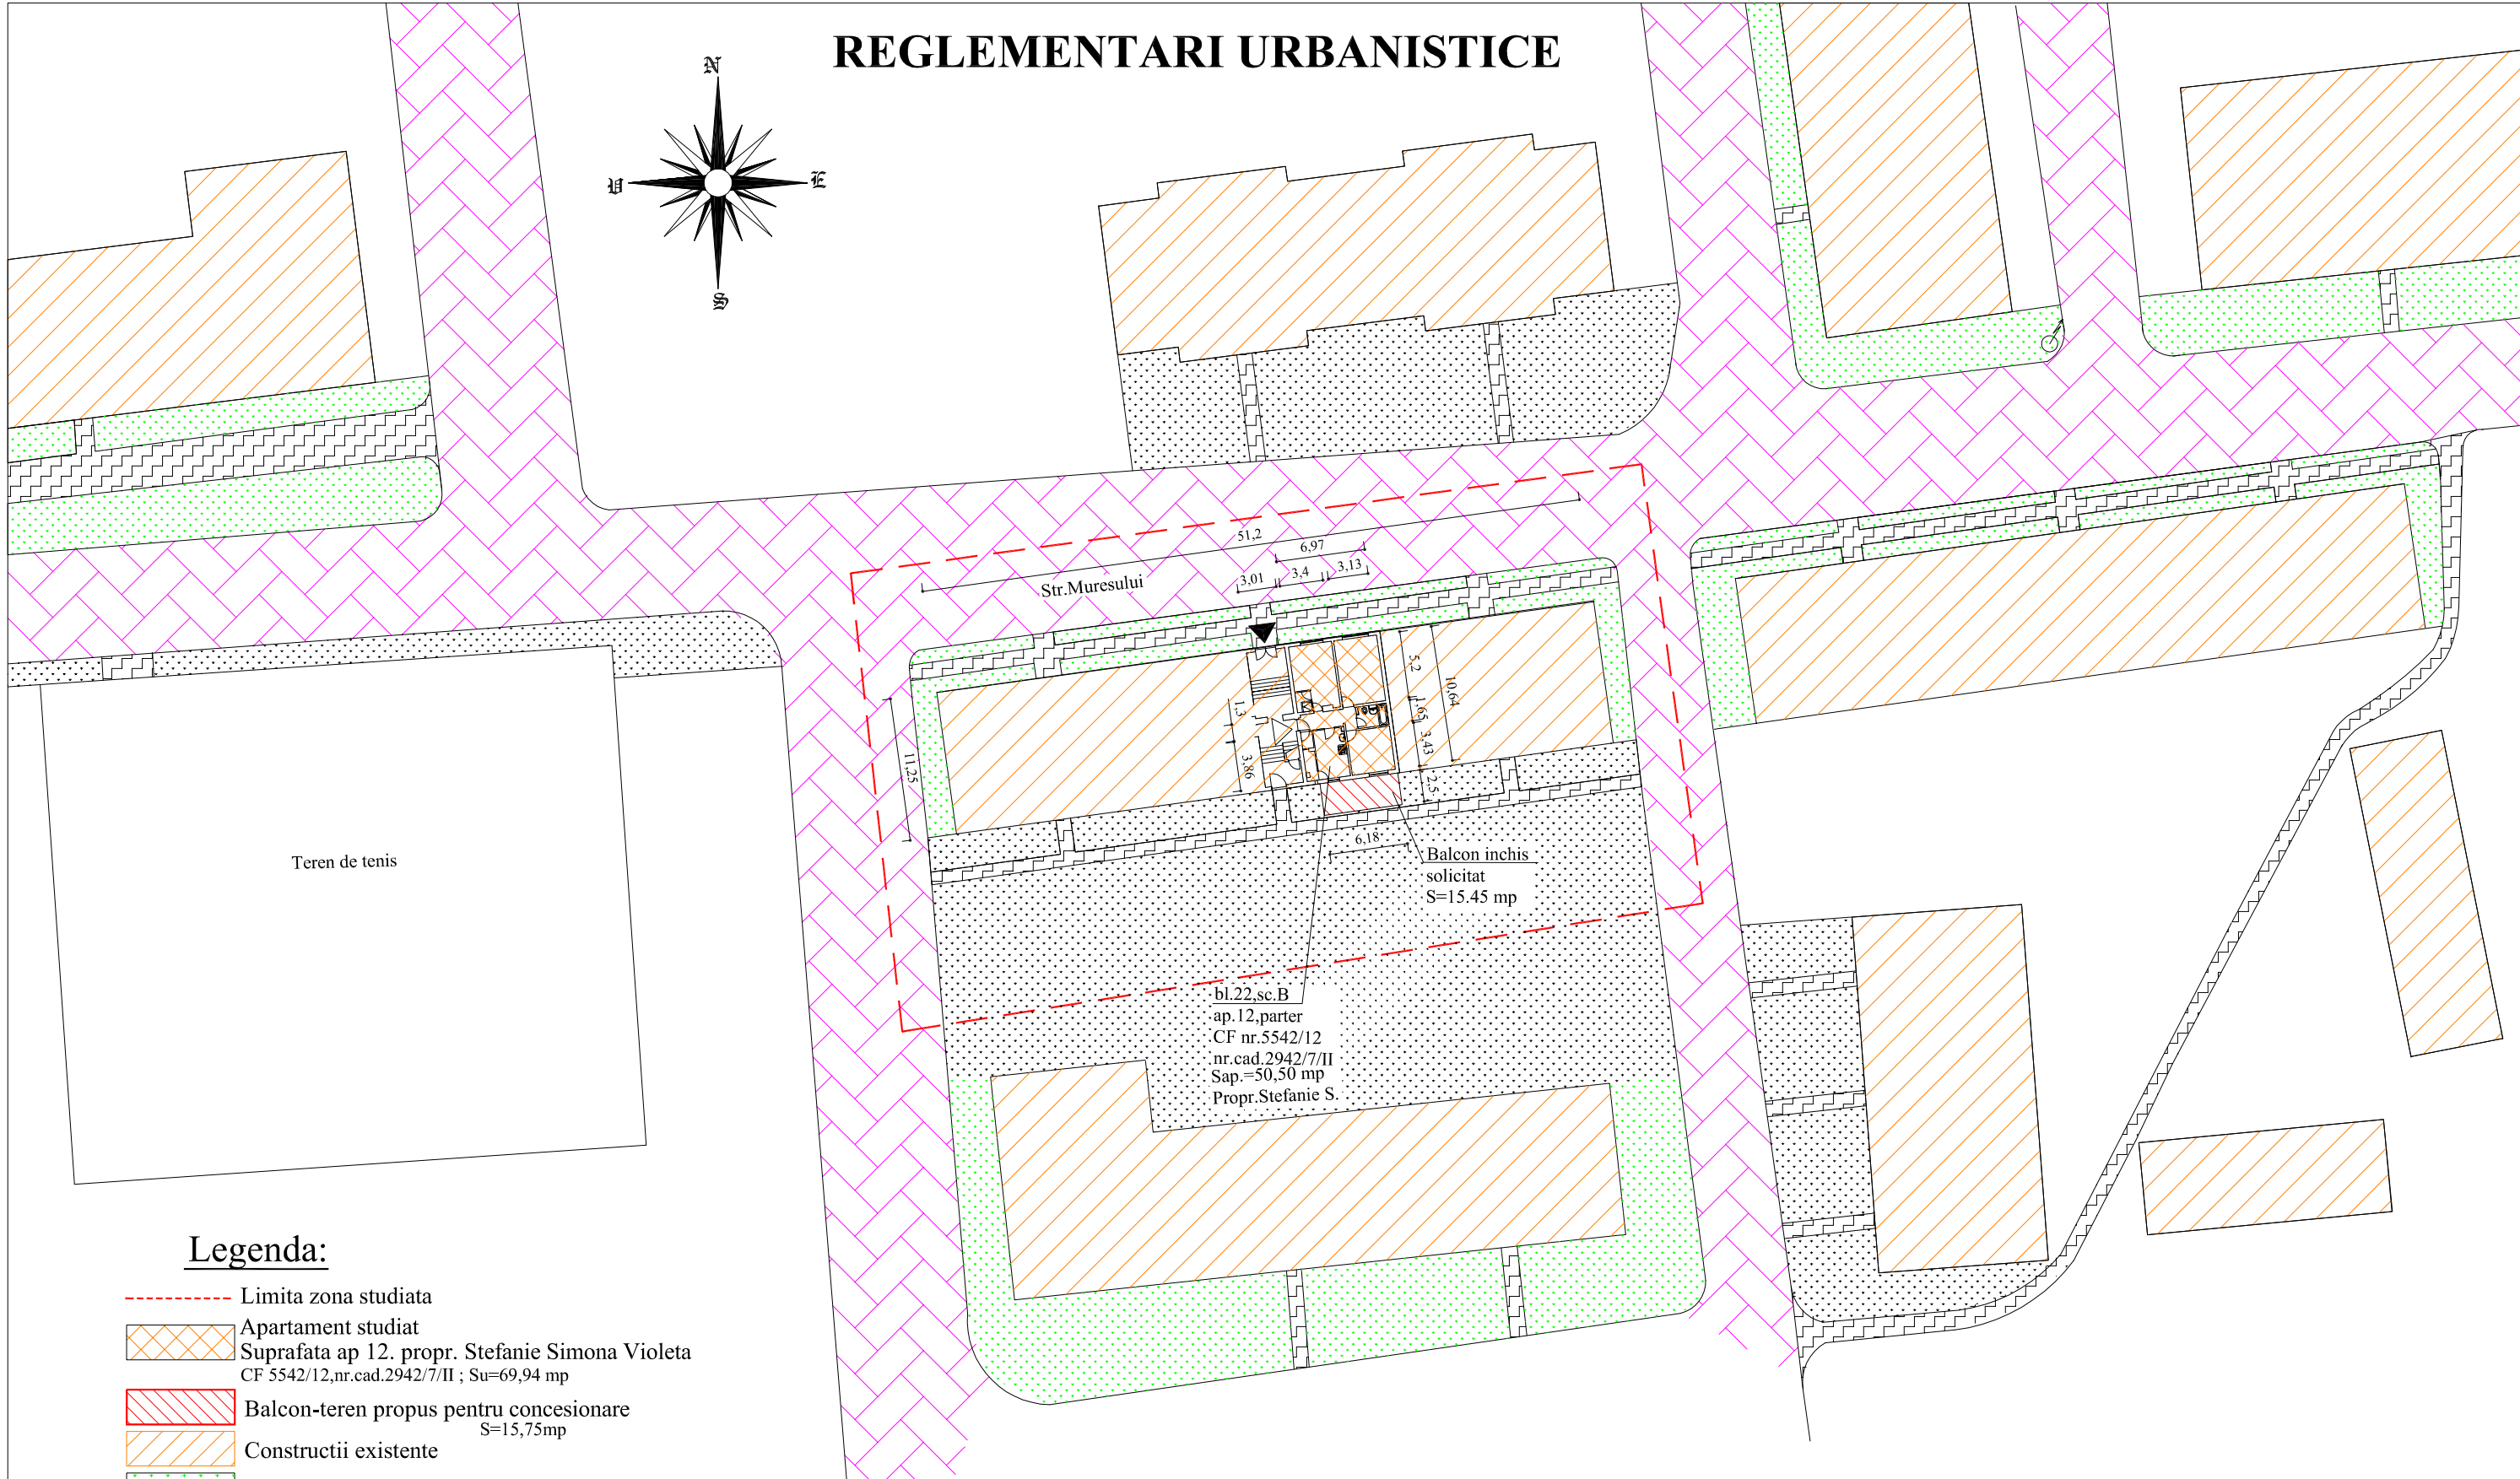 REGLEMENTARI URBANISTICE
N
V
E
S
51,2
6,97
3,01
3,4
3,13
Str.Muresului
5,2
10,64
1,65
3,43
2,5
1,3
3,86
11,25
6,18
Balcon inchis
solicitat
S=15.45 mp
Teren de tenis
bl.22,sc.B
ap.12,parter
CF nr.5542/12
nr.cad.2942/7/II
Sap.=50,50 mp
Propr.Stefanie S.
Legenda:
Limita zona studiata
Apartament studiat
Suprafata ap 12. propr. Stefanie Simona Violeta
CF 5542/12,nr.cad.2942/7/II ; Su=69,94 mp
Balcon-teren propus pentru concesionare
S=15,75mp
Constructii existente